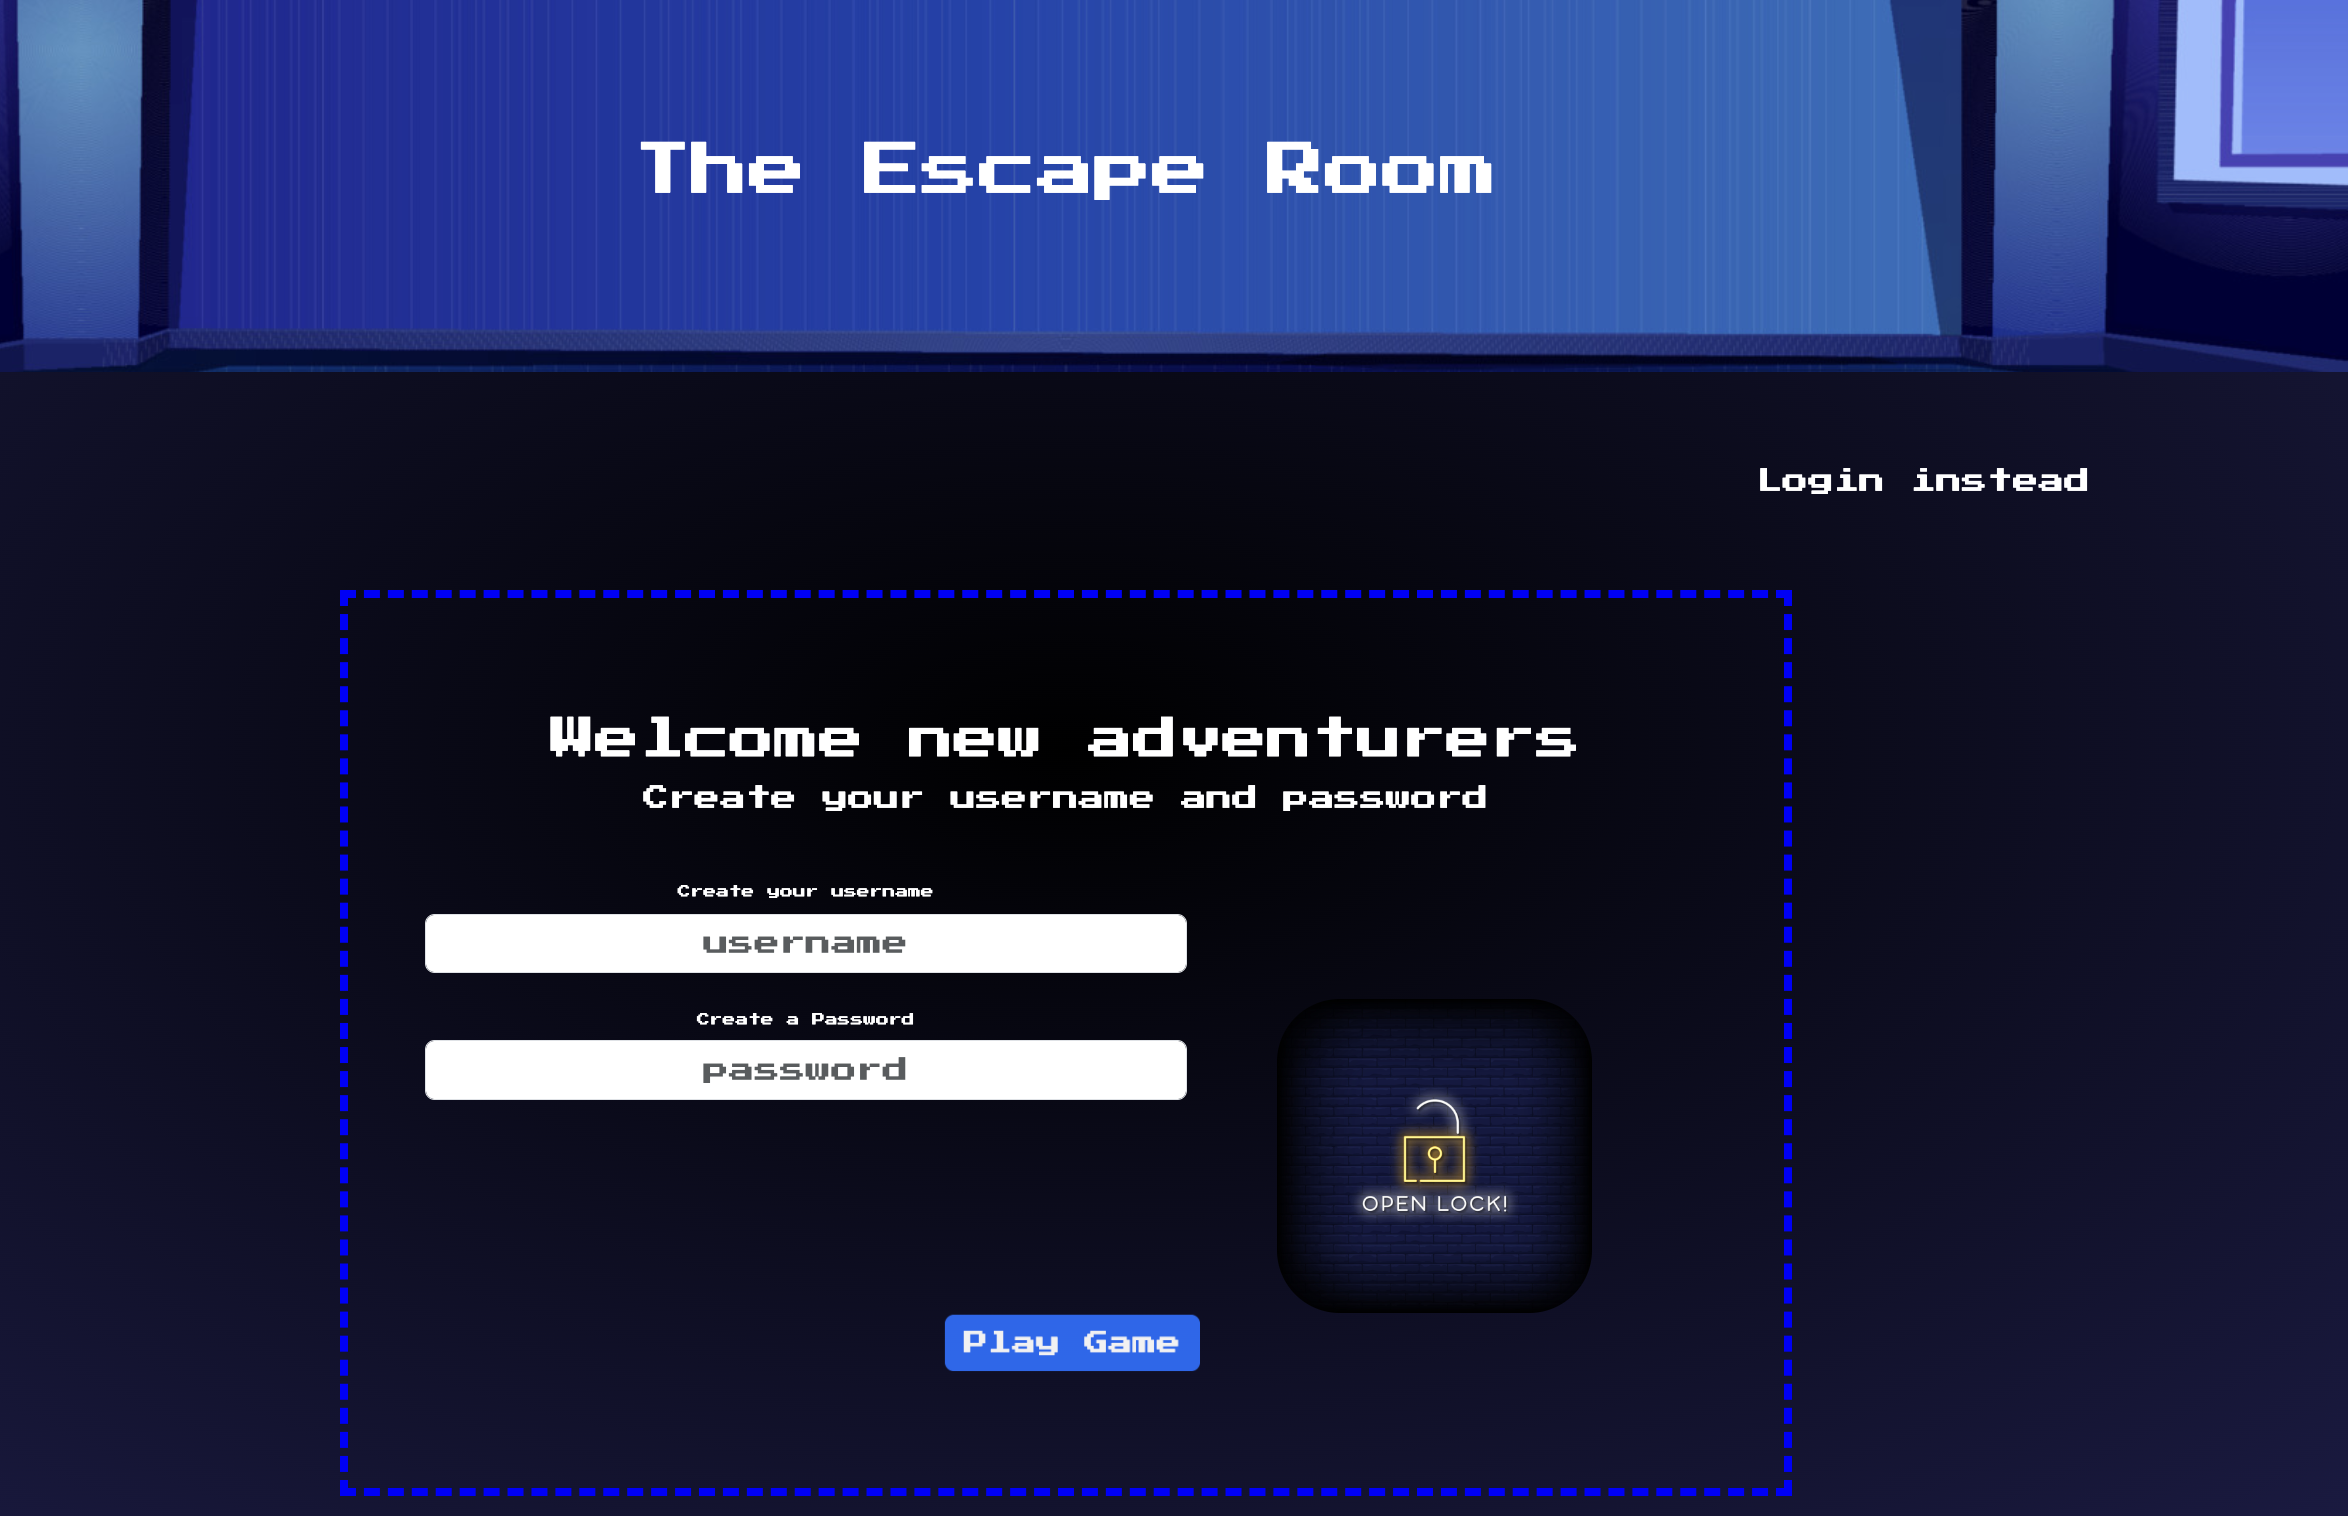 The Escape Room
Login instead
Welcome new adventurers
Create your username and password
Create your username
username
Create a Password
password
OPEN LOCK!
Play Game